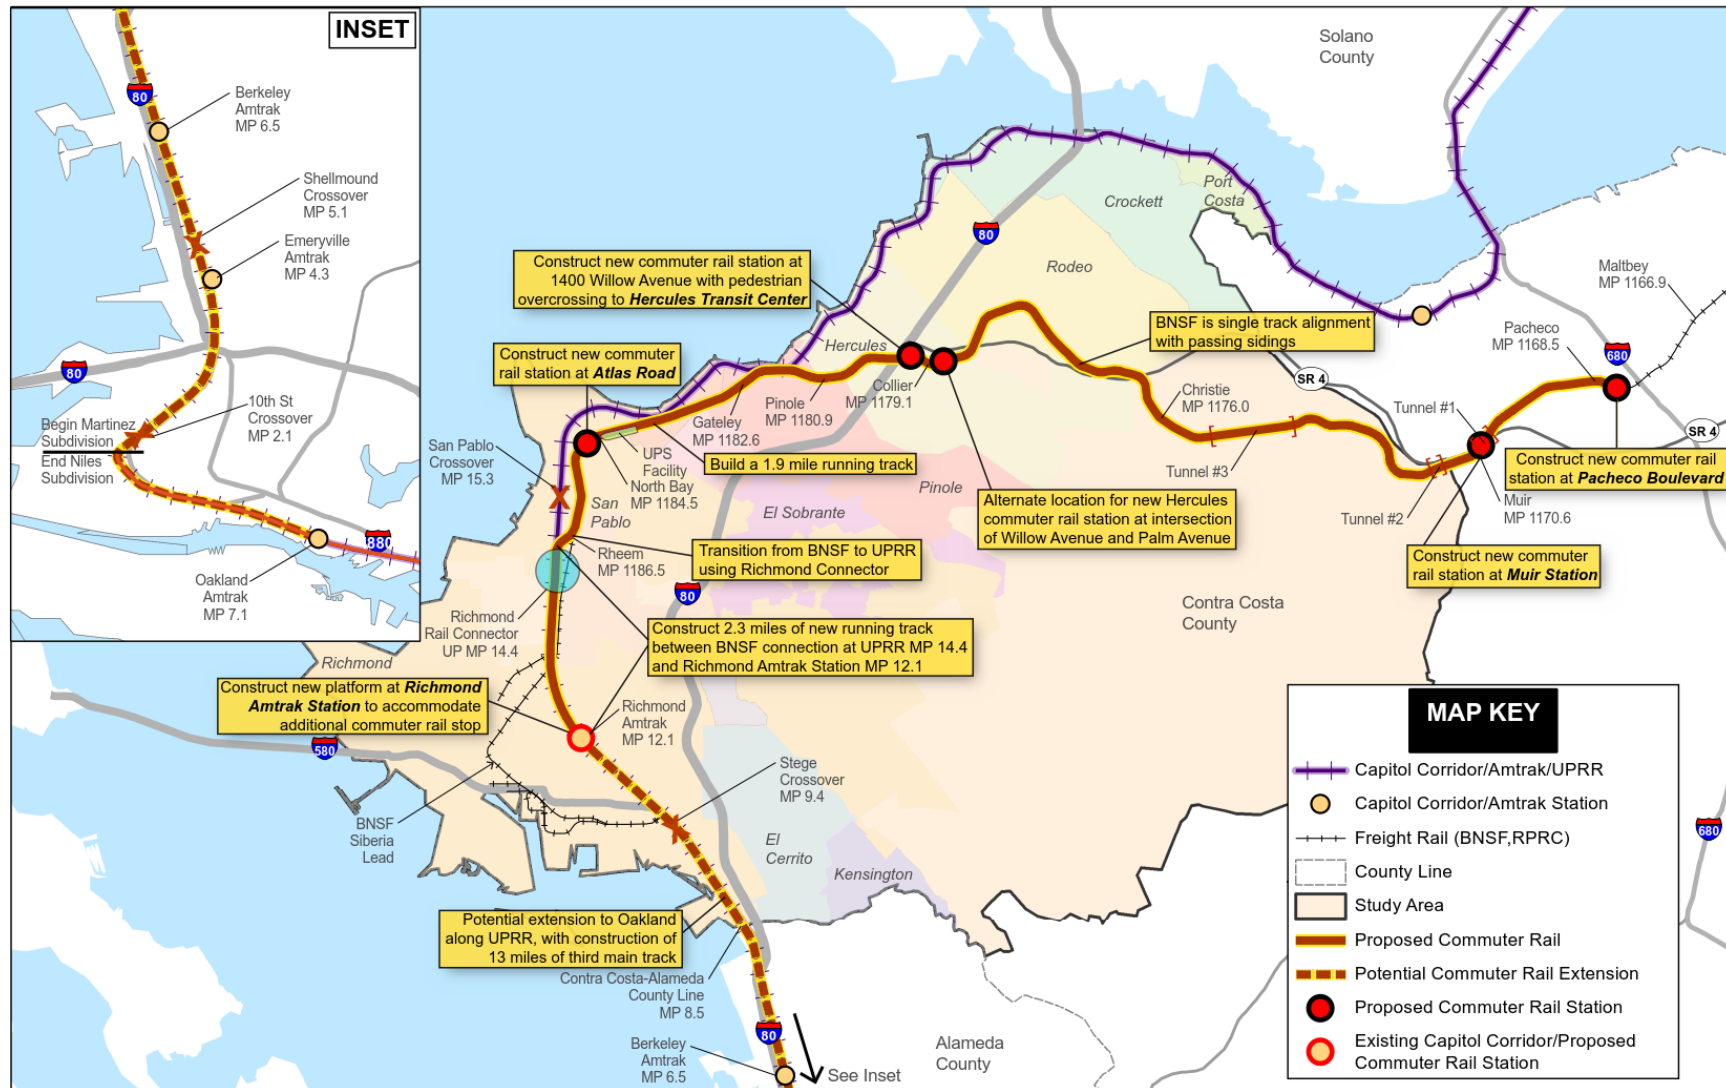 INSET
80
Berkeley
Amtrak
MP 6.5
Shellmound
Crossover
MP 5.1
Emeryville
Amtrak
MP 4.3
80
10th St
Crossover
MP 2.1
Begin Martinez
Subdivision
End Niles
Subdivision
880
Oakland
Amtrak
MP 7.1
Solano
County
Port
Costa
Crockett
80
Rodeo
Maltbey
MP 1166.9
Construct new commuter rail station at
1400 Willow Avenue with pedestrian
overcrossing to Hercules Transit Center
BNSF is single track alignment
with passing sidings
Pacheco
MP 1168.5
680
Construct new commuter
rail station at Atlas Road
Hercules
Collier
MP 1179.1
SR 4
Christie
MP 1176.0
Pinole
MP 1180.9
Gateley
MP 1182.6
Tunnel #1
SR 4
San Pablo
Crossover
MP 15.3
UPS
Facility
North Bay
MP 1184.5
Build a 1.9 mile running track
Tunnel #3
Construct new commuter rail
station at Pacheco Boulevard
San
Pablo
Pinole
El Sobrante
Alternate location for new Hercules
commuter rail station at intersection
of Willow Avenue and Palm Avenue
Tunnel #2
Muir
MP 1170.6
Rheem
MP 1186.5
Transition from BNSF to UPRR
using Richmond Connector
Construct new commuter
rail station at Muir Station
80
Richmond
Rail Connector
UP MP 14.4
Contra Costa
County
Construct 2.3 miles of new running track
between BNSF connection at UPRR MP 14.4
and Richmond Amtrak Station MP 12.1
Richmond
Construct new platform at Richmond
Amtrak Station to accommodate
additional commuter rail stop
Richmond
Amtrak
MP 12.1
580
Stege
Crossover
MP 9.4
BNSF
Siberia
Lead
El
Cerrito
Kensington
680
Potential extension to Oakland
along UPRR, with construction of
13 miles of third main track
Contra Costa-Alameda
County Line
MP 8.5
80
Berkeley
Amtrak
MP 6.5
See Inset
Alameda
County
MAP KEY
Capitol Corridor/Amtrak/UPRR
Capitol Corridor/Amtrak Station
Freight Rail (BNSF,RPRC)
County Line
Study Area
Proposed Commuter Rail
Potential Commuter Rail Extension
Proposed Commuter Rail Station
Existing Capitol Corridor/Proposed
Commuter Rail Station